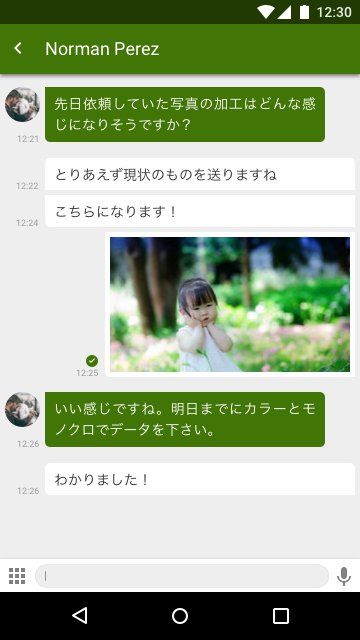 12:30
Norman Perez
先日依頼していた写真の加工はどんな感
じになりそうですか？
12:21
とりあえず現状のものを送りますね
12:22
こちらになります！
12:24
12:25
いい感じですね。明日までにカラーとモ
ノクロでデータを下さい。
12:26
わかりました！
12:26